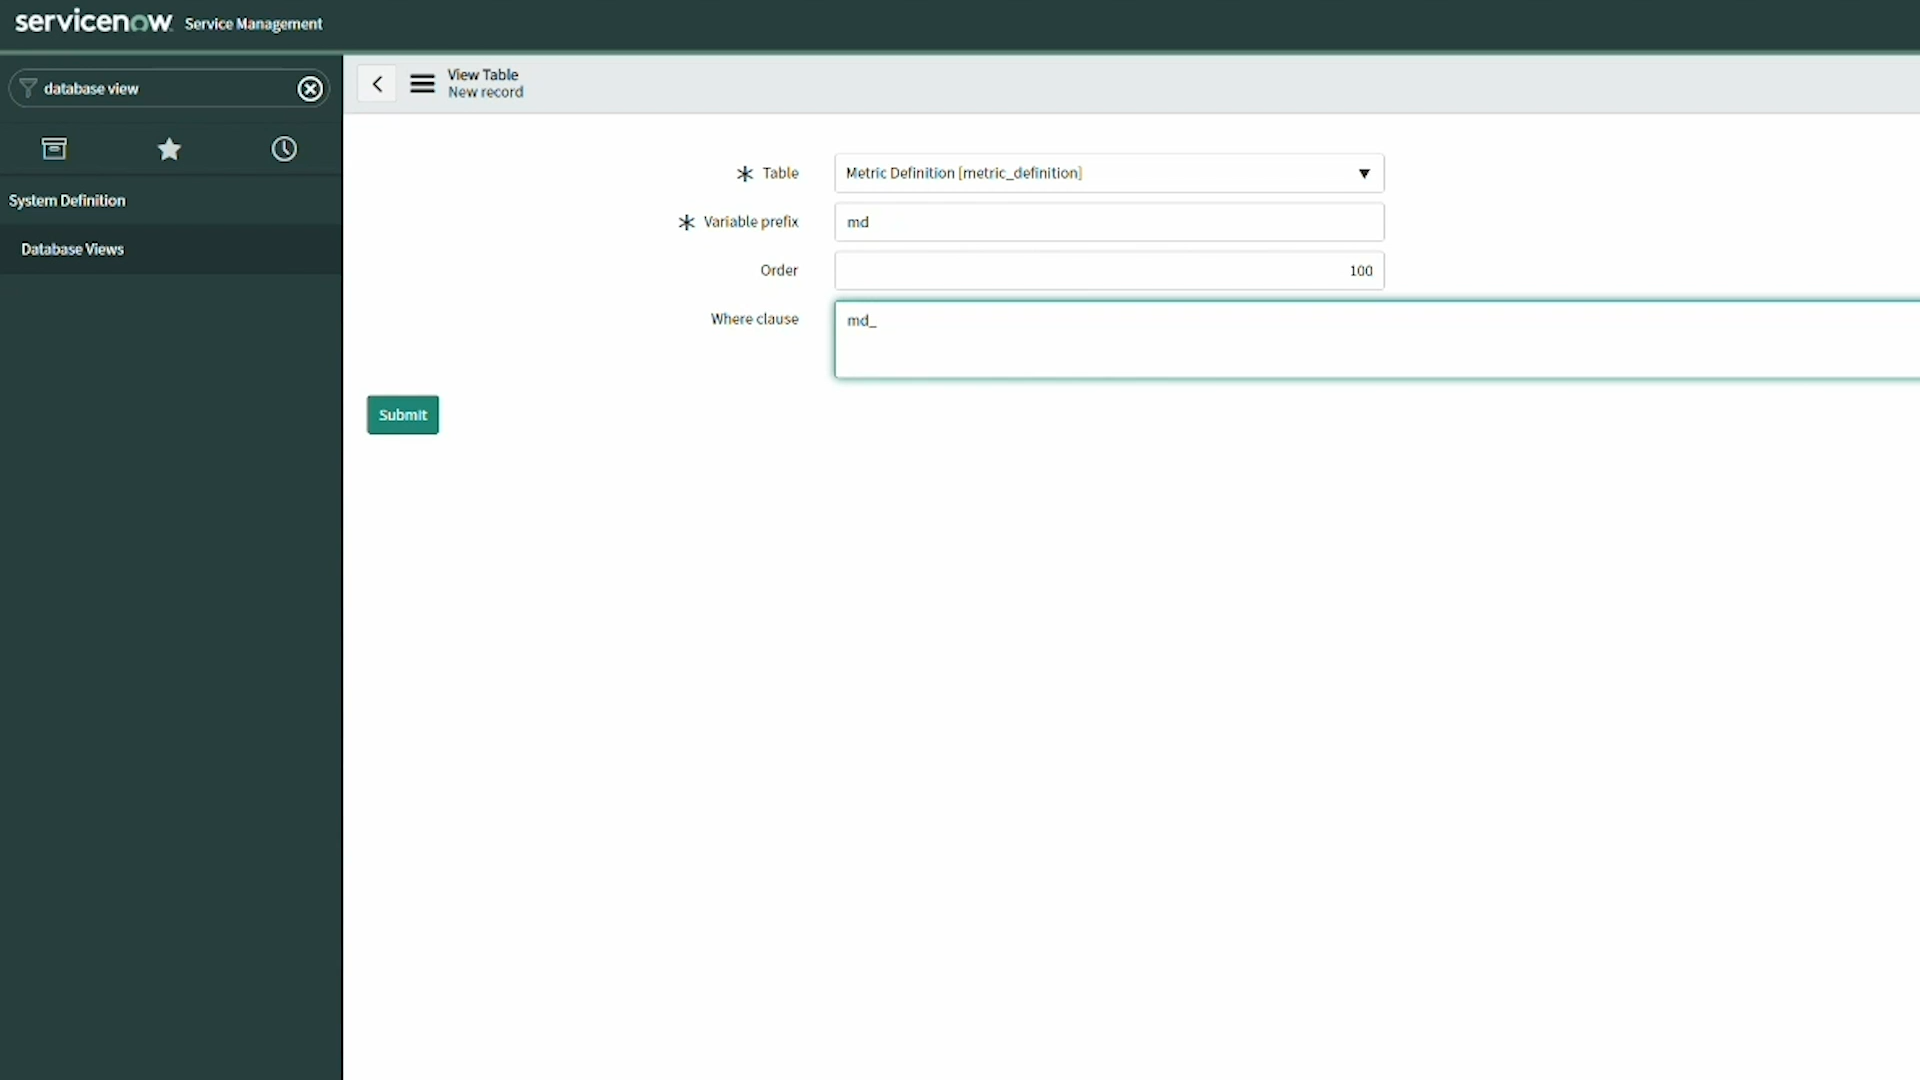 servicenow. Service Management
database view
System Definition
Database Views
View Table
New record
Table
Metric Definition [metric_definition]
Variable prefix
md
Order
100
Where clause
md_
Submit